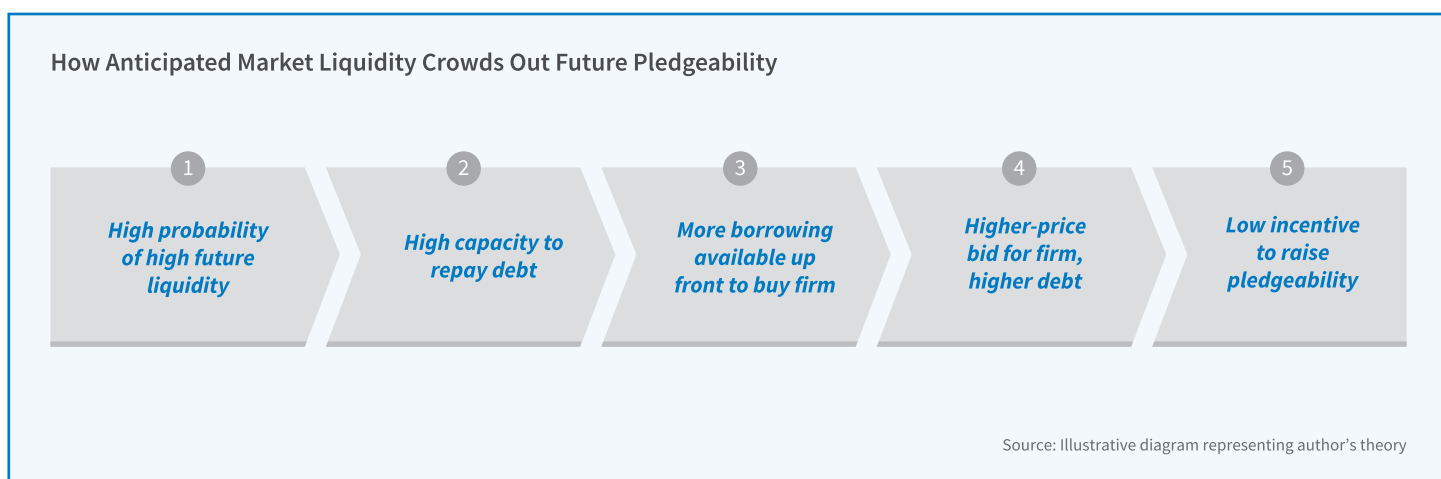 How Anticipated Market Liquidity Crowds Out Future Pledgeability
1
High probability
of high future
liquidity
2
High capacity to
repay debt
3
More borrowing
available up
front to buy firm
4
Higher-price
bid for firm,
higher debt
5
Low incentive
to raise
pledgeability
Source: Illustrative diagram representing author’s theory